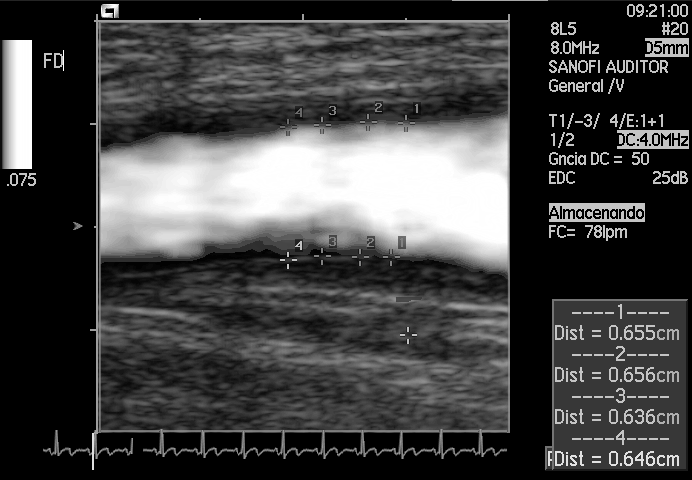 09:21:00
8L5 #20
8.0MHz D5mm
SANOFI AUDITOR
General /V
FD
T1/-3/ 4/E:1+1
1/2 DC:4.0MHz
Gncia DC = 50
EDC 25dB
.075
Almacenando
FC= 78lpm
4 3 2 1
4 3 2 1
----1----
Dist = 0.655cm
----2----
Dist = 0.656cm
----3----
Dist = 0.636cm
----4----
Dist = 0.646cm